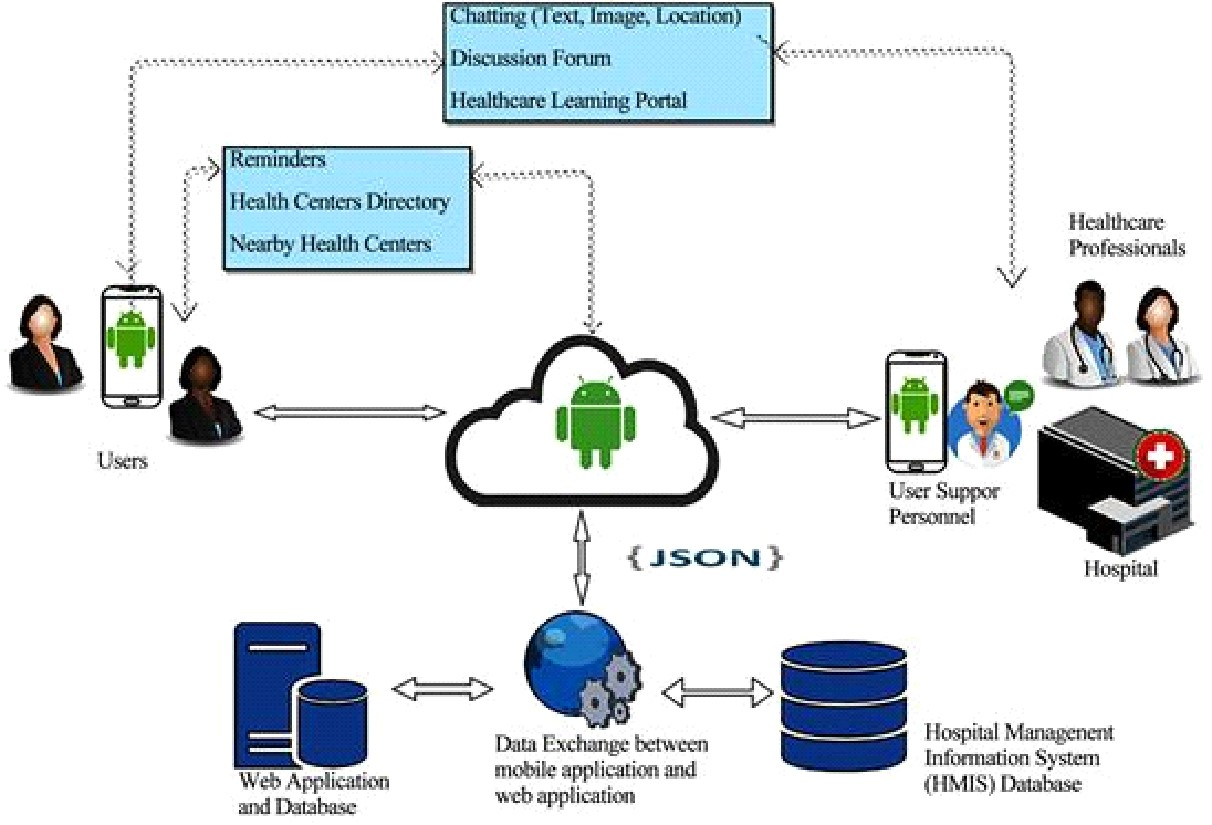 Chatting (Text, Image, Location)
Discussion Forum
Healthcare Learning Portal
Reminders
Health Centers Directory
Nearby Health Centers
Healthcare
Professionals
Users
User Suppor
Personnel
Hospital
{JSON}
Web Application
and Database
Data Exchange between
mobile application and
web application
Hospital Management
Information System
(HMIS) Database